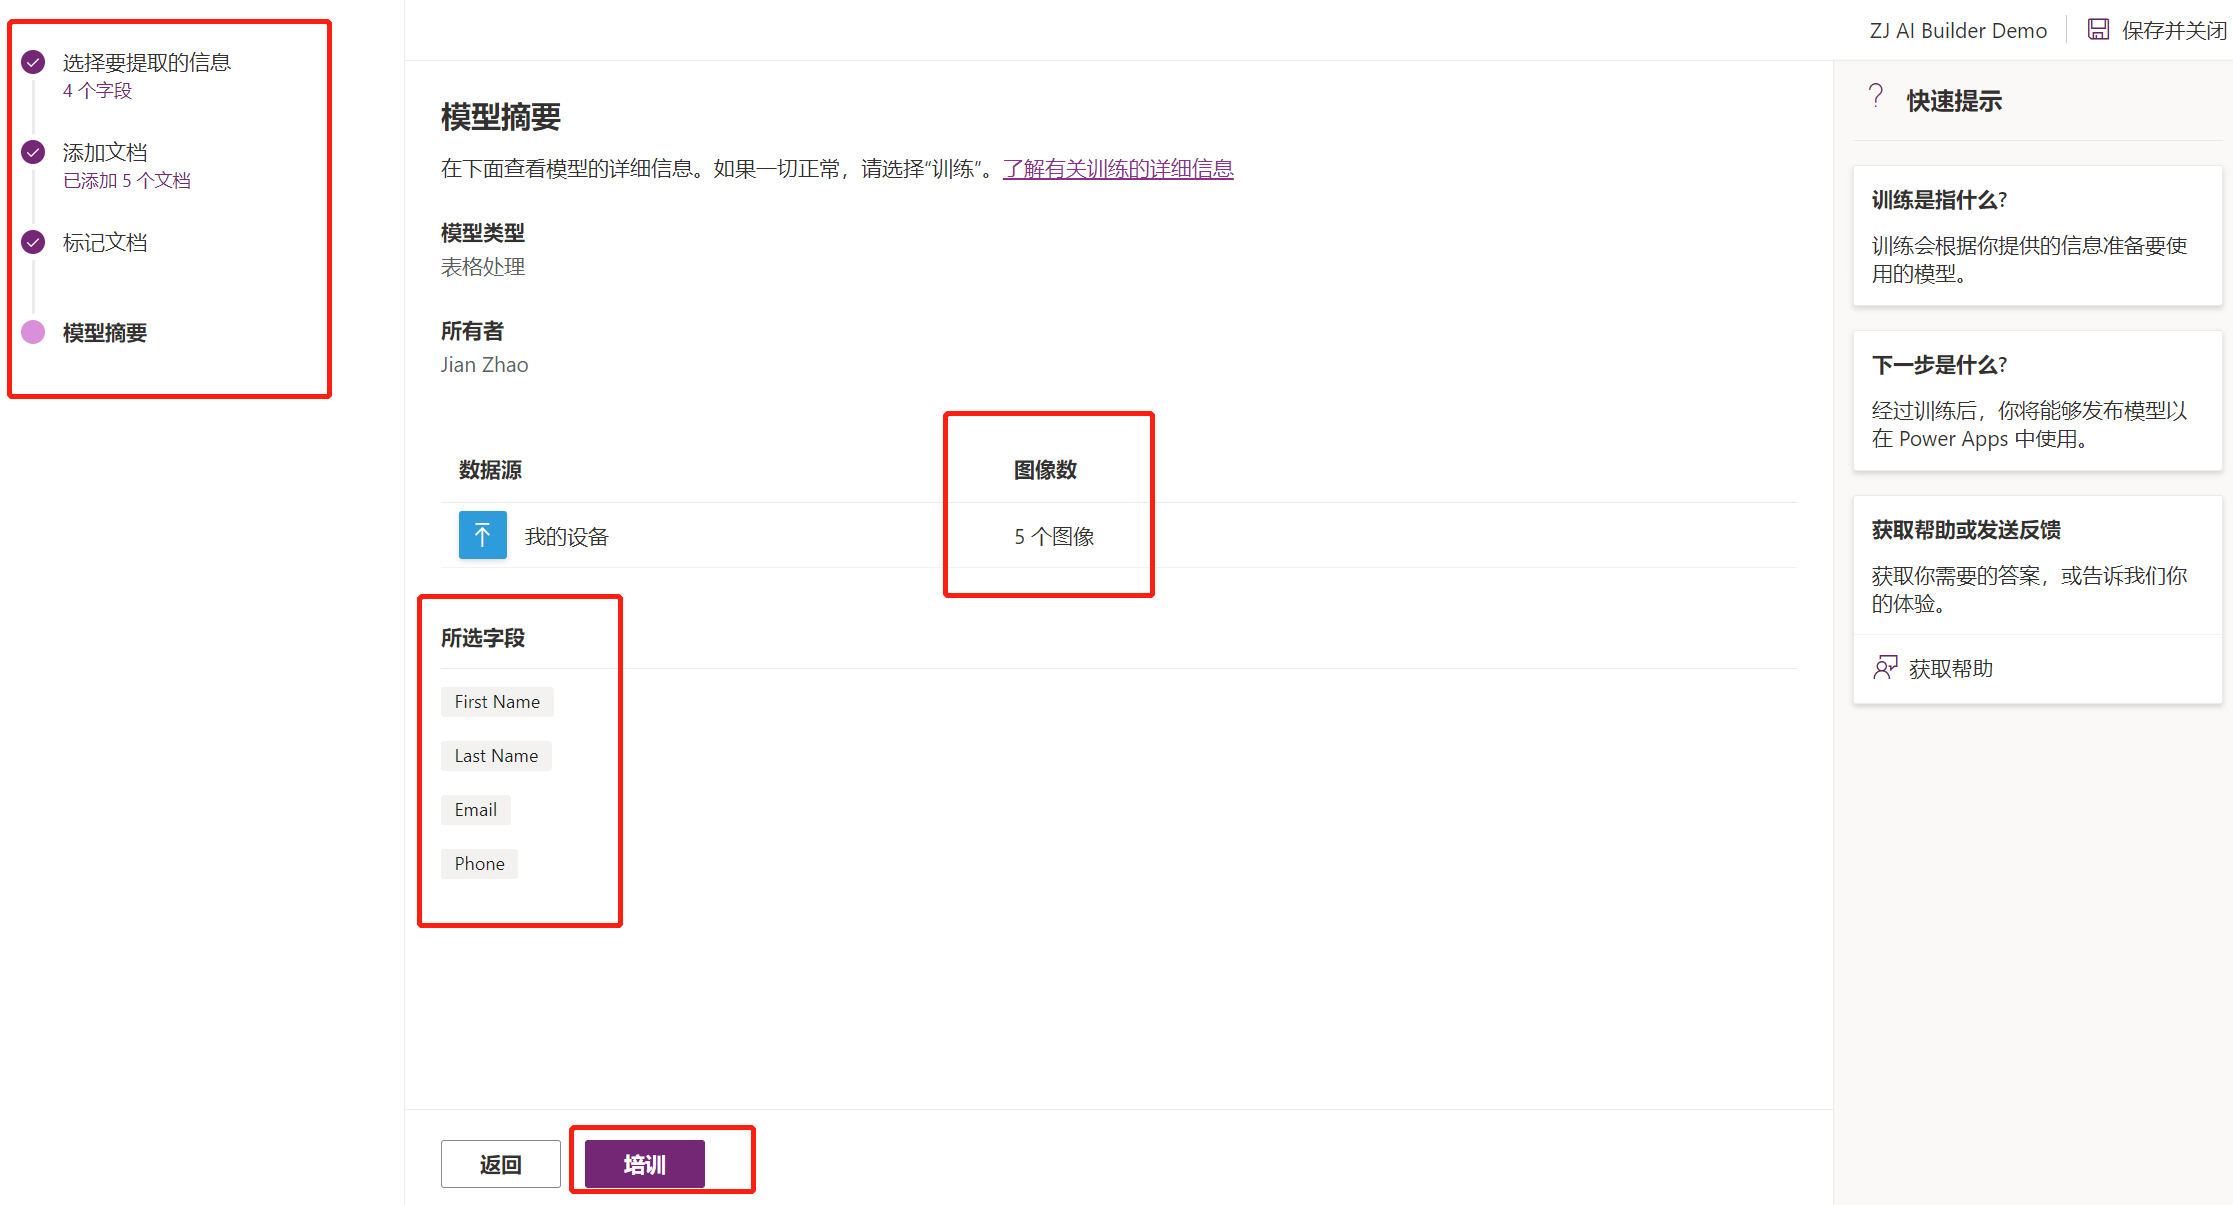 选择要提取的信息
4 个字段
添加文档
已添加 5 个文档
标记文档
模型摘要
ZJ AI Builder Demo
保存并关闭
模型摘要
在下面查看模型的详细信息。如果一切正常，请选择“训练”。了解有关训练的详细信息
模型类型
表格处理
所有者
Jian Zhao
数据源 图像数
我的设备 5 个图像
所选字段
First Name
Last Name
Email
Phone
返回
培训
快速提示
训练是指什么?
训练会根据你提供的信息准备要使
用的模型。
下一步是什么?
经过训练后，你将能够发布模型以
在 Power Apps 中使用。
获取帮助或发送反馈
获取你需要的答案，或告诉我们你
的体验。
获取帮助